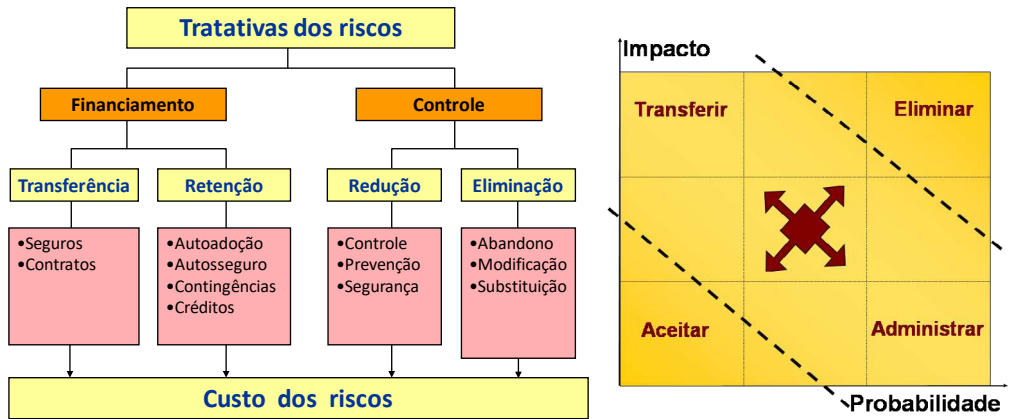 Tratativas dos riscos
Financiamento
Controle
Transferência
Retenção
Redução
Eliminação
•Seguros
•Contratos
•Autoadoção
•Autosseguro
•Contingências
•Créditos
•Controle
•Prevenção
•Segurança
•Abandono
•Modificação
•Substituição
Custo dos riscos
Impacto
Transferir
Eliminar
Aceitar
Administrar
Probabilidade